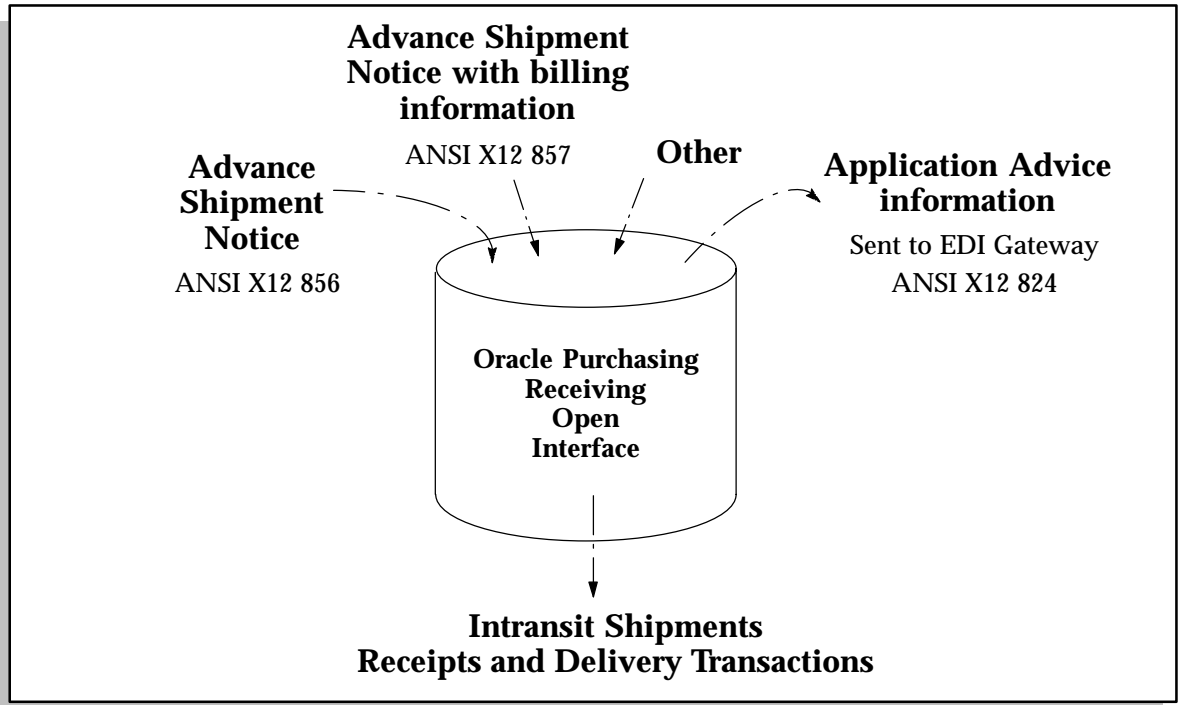 Advance Shipment
Notice with billing
information
ANSI X12 857
Advance
Shipment
Notice
ANSI X12 856
Other
Application Advice
information
Sent to EDI Gateway
ANSI X12 824
Oracle Purchasing
Receiving
Open
Interface
Intransit Shipments
Receipts and Delivery Transactions